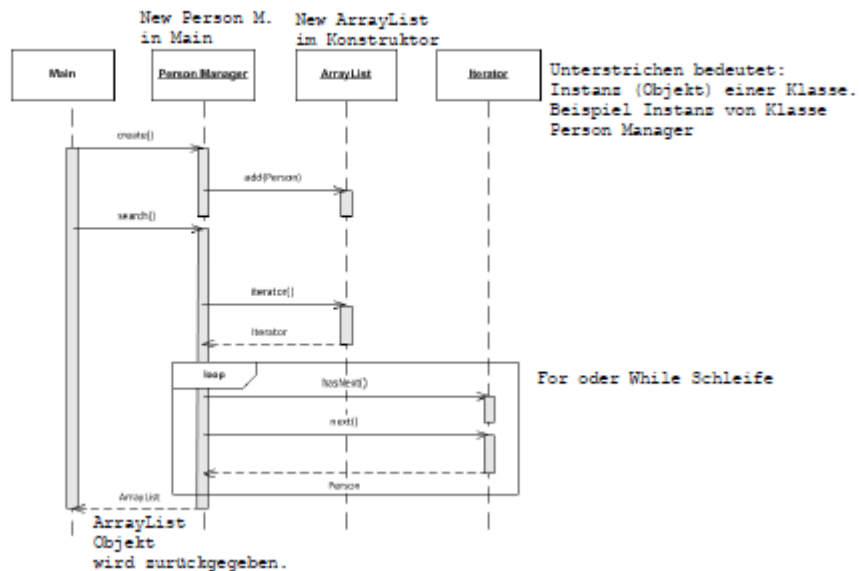 New Person M.
in Main
New ArrayList
im Konstruktor
Main
Person Manager
ArrayList
Iterator
Unterstrichen bedeutet:
Instanz (Objekt) einer Klasse.
Beispiel Instanz von Klasse
Person Manager
create()
add(Person)
search()
iterator()
Iterator
loop
hasNext()
For oder While Schleife
next()
Person
ArrayList
ArrayList
Objekt
wird zurückgegeben.